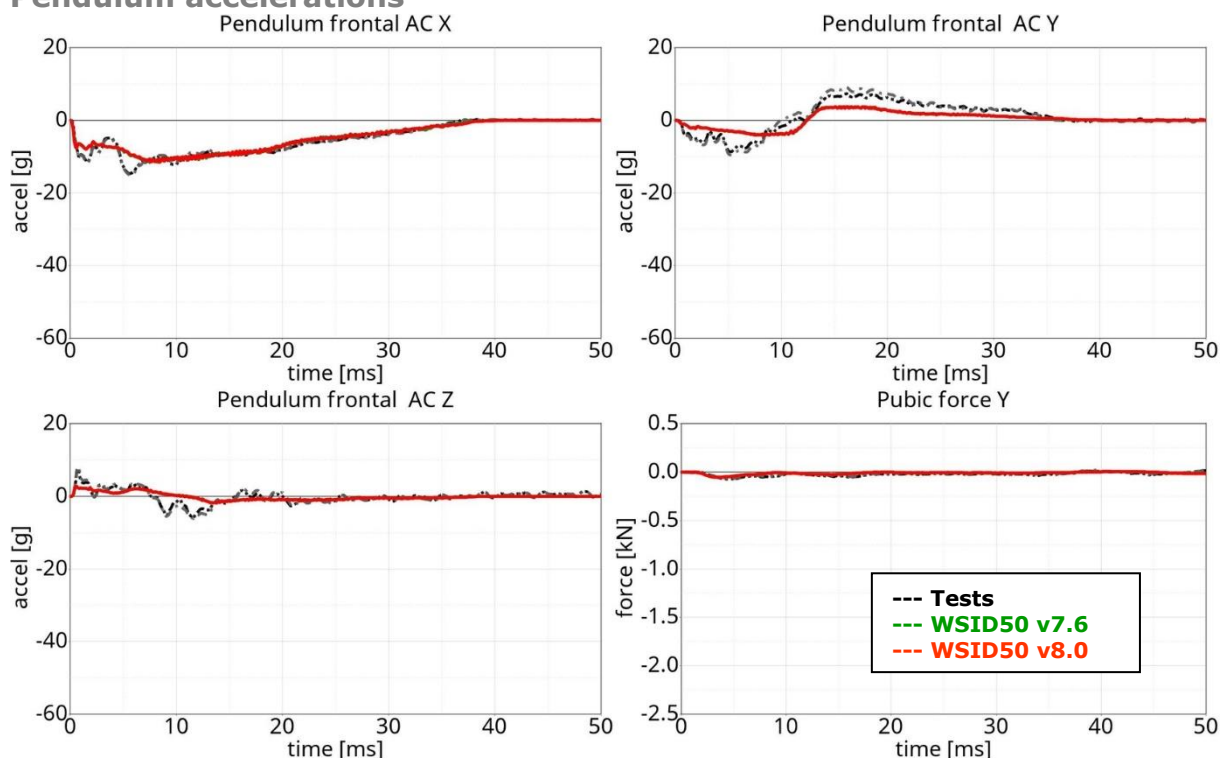 Pendulum accelerations
Pendulum frontal AC X
20
0
-20
-40
-60
accel [g]
0 10 20 30 40 50
time [ms]
Pendulum frontal AC Y
20
0
-20
-40
-60
accel [g]
0 10 20 30 40 50
time [ms]
Pendulum frontal AC Z
20
0
-20
-40
-60
accel [g]
0 10 20 30 40 50
time [ms]
Pubic force Y
0.5
0.0
-0.5
-1.0
-1.5
-2.0
-2.5
force [kN]
0 10 20 30 40 50
time [ms]
--- Tests
--- WSID50 v7.6
--- WSID50 v8.0